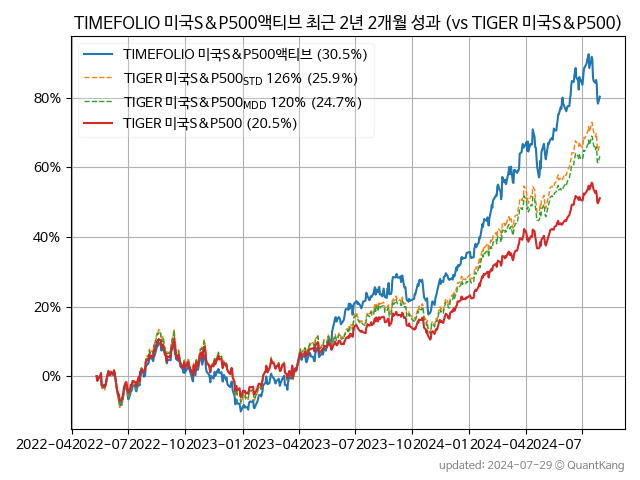 TIMEFOLIO 미국S&P500액티브 최근 2년 2개월 성과 (vs TIGER 미국S&P500)
TIMEFOLIO 미국S&P500액티브 (30.5%)
TIGER 미국S&P500STD 126% (25.9%)
TIGER 미국S&P500MDD 120% (24.7%)
TIGER 미국S&P500 (20.5%)
80%
60%
40%
20%
0%
2022-04 2022-07 2022-10 2023-01 2023-04 2023-07 2023-10 2024-01 2024-04 2024-07
updated: 2024-07-29 © QuantKang